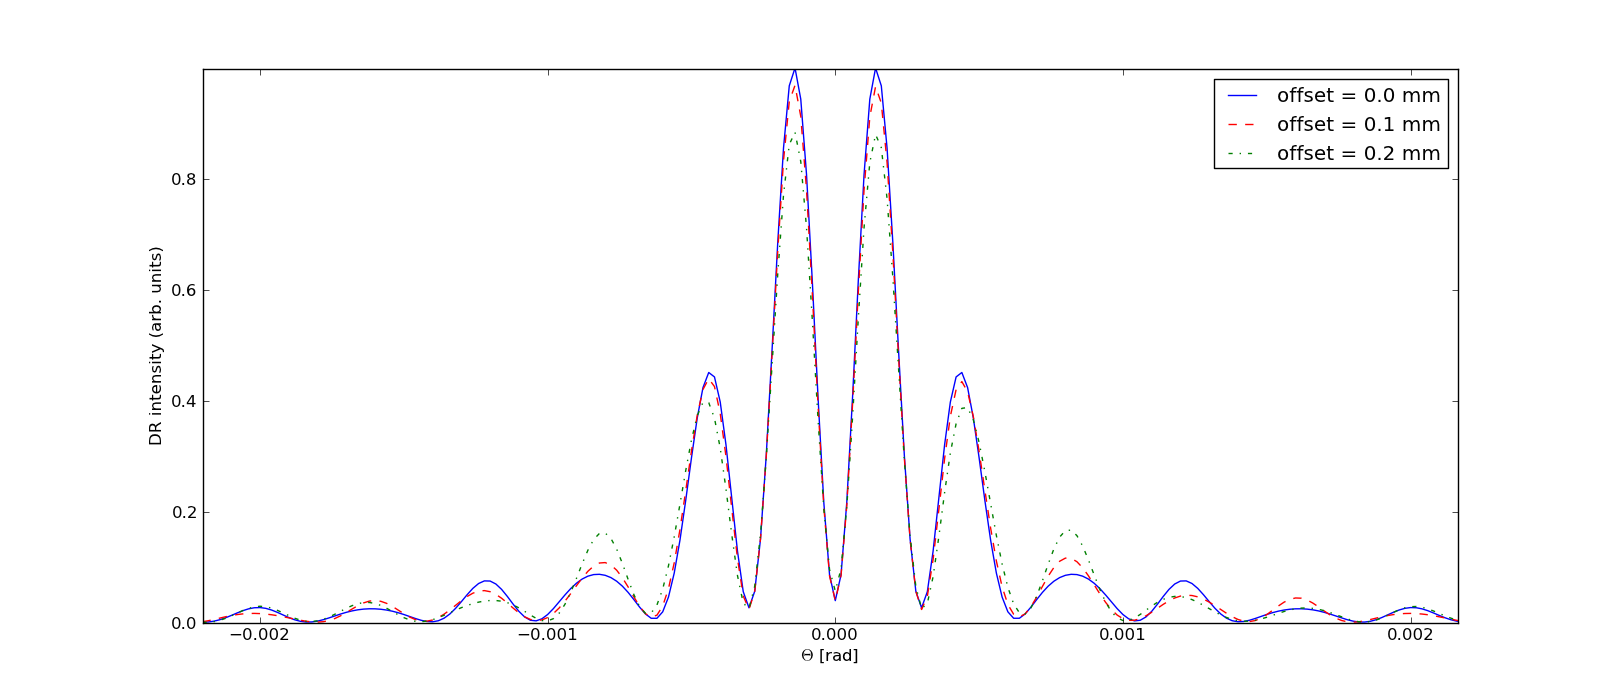 offset = 0.0 mm
offset = 0.1 mm
offset = 0.2 mm
DR intensity (arb. units)
0.8
0.6
0.4
0.2
0.0
−0.002 −0.001 0.000 0.001 0.002
Θ [rad]